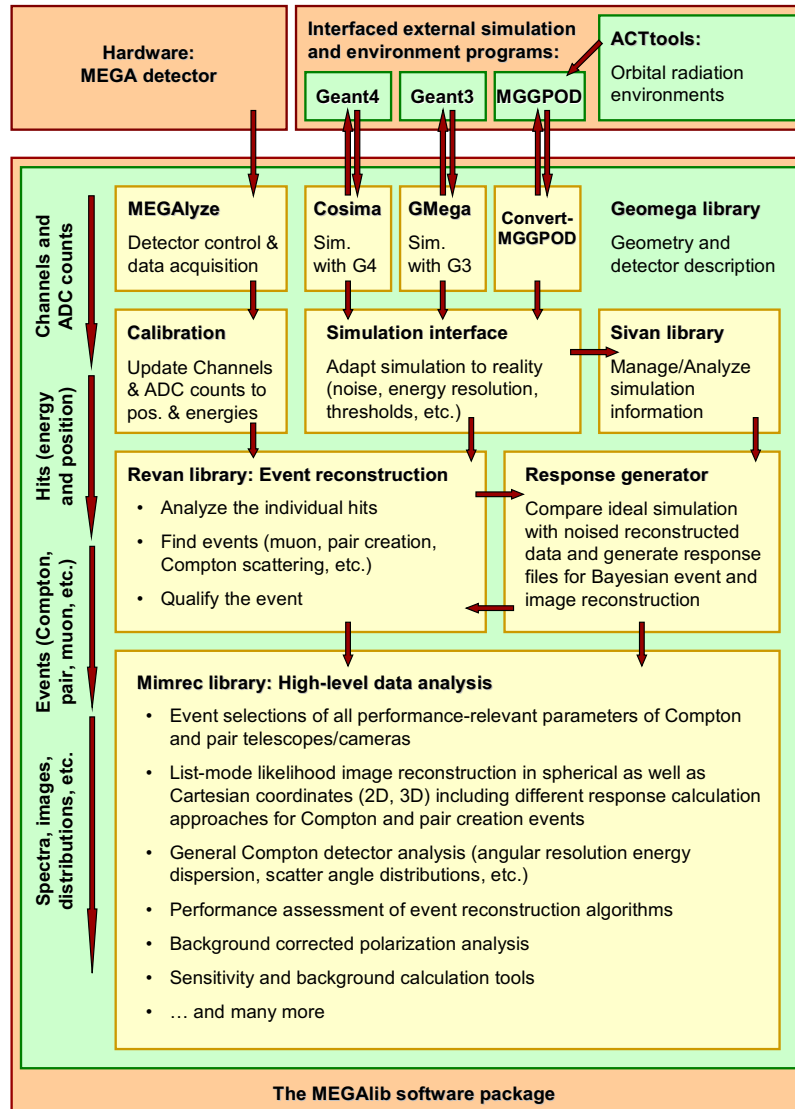 Hardware:
MEGA detector
Interfaced external simulation
and environment programs:
Geant4
Geant3
MGGPOD
ACTtools:
Orbital radiation
environments
Channels and
ADC counts
Hits (energy
and position)
Events (Compton,
pair, muon, etc.)
Spectra, images,
distributions, etc.
MEGAlyze
Detector control &
data acquisition
Cosima
Sim.
with G4
GMega
Sim.
with G3
Convert-
MGGPOD
Geomega library
Geometry and
detector description
Calibration
Update Channels
& ADC counts to
pos. & energies
Simulation interface
Adapt simulation to reality
(noise, energy resolution,
thresholds, etc.)
Sivan library
Manage/Analyze
simulation
information
Revan library: Event reconstruction
• Analyze the individual hits
• Find events (muon, pair creation,
Compton scattering, etc.)
• Qualify the event
Response generator
Compare ideal simulation
with noised reconstructed
data and generate response
files for Bayesian event and
image reconstruction
Mimrec library: High-level data analysis
• Event selections of all performance-relevant parameters of Compton
and pair telescopes/cameras
• List-mode likelihood image reconstruction in spherical as well as
Cartesian coordinates (2D, 3D) including different response calculation
approaches for Compton and pair creation events
• General Compton detector analysis (angular resolution energy
dispersion, scatter angle distributions, etc.)
• Performance assessment of event reconstruction algorithms
• Background corrected polarization analysis
• Sensitivity and background calculation tools
• … and many more
The MEGAlib software package